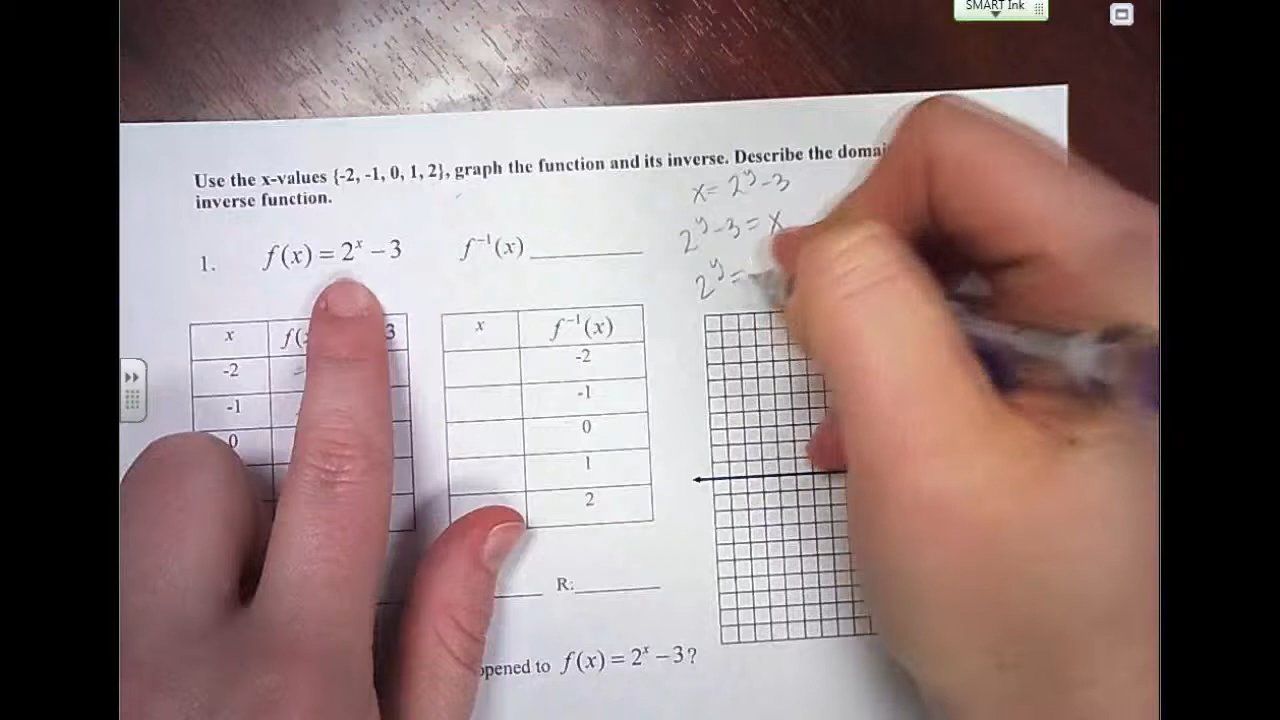 SMART Ink
Use the x-values {-2, -1, 0, 1, 2}, graph the function and its inverse. Describe the domai
inverse function.
x = 2^y - 3
2^y - 3 = x
2^y =
1. f(x) = 2^x - 3 f^{-1}(x) ________
x f( 3
-2
-1
0
x f^{-1}(x)
-2
-1
0
1
2
R:________
pened to f(x) = 2^x - 3?